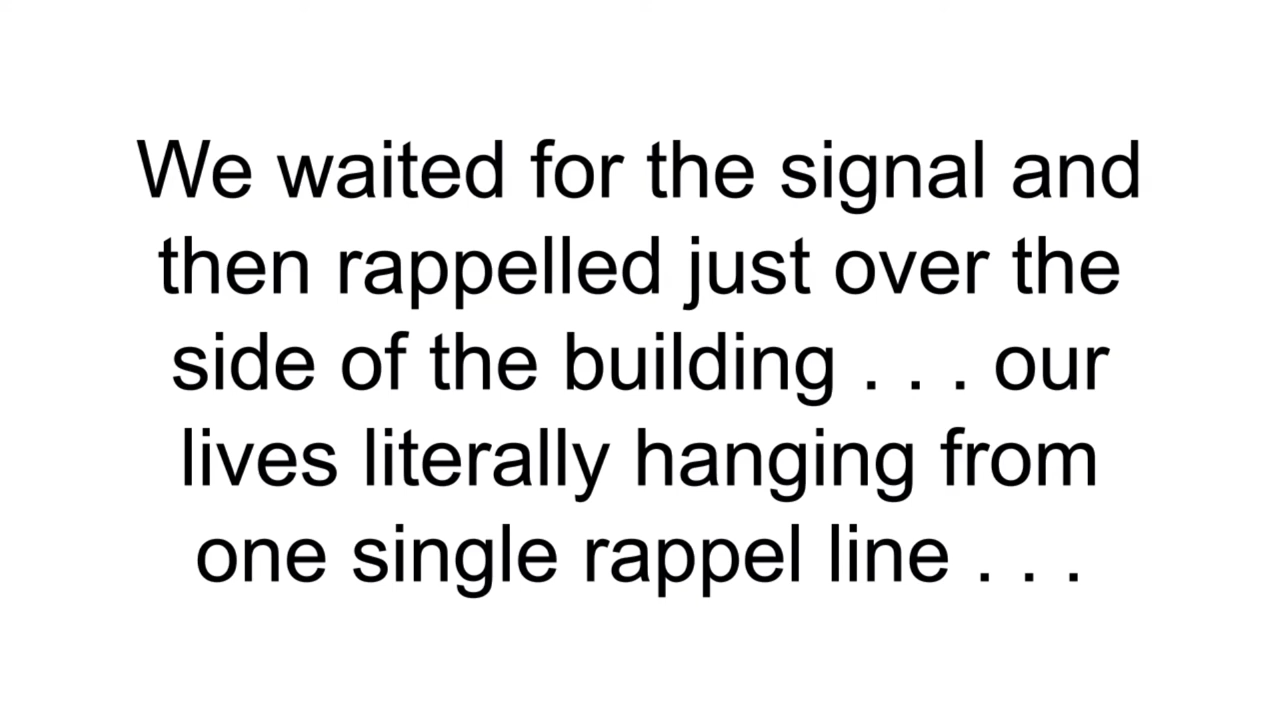 We waited for the signal and
then rappelled just over the
side of the building . . . our
lives literally hanging from
one single rappel line . . .